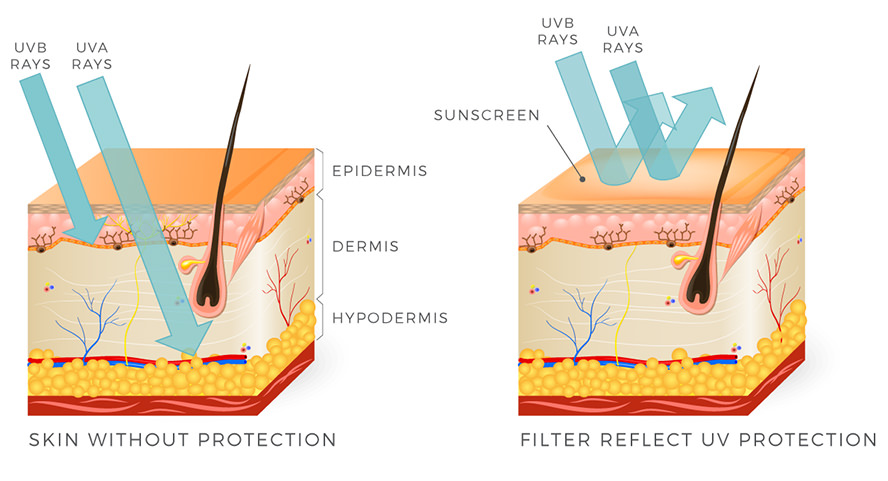 UVB
RAYS
UVA
RAYS
EPIDERMIS
DERMIS
HYPODERMIS
SKIN WITHOUT PROTECTION
UVB
RAYS
UVA
RAYS
SUNSCREEN
FILTER REFLECT UV PROTECTION